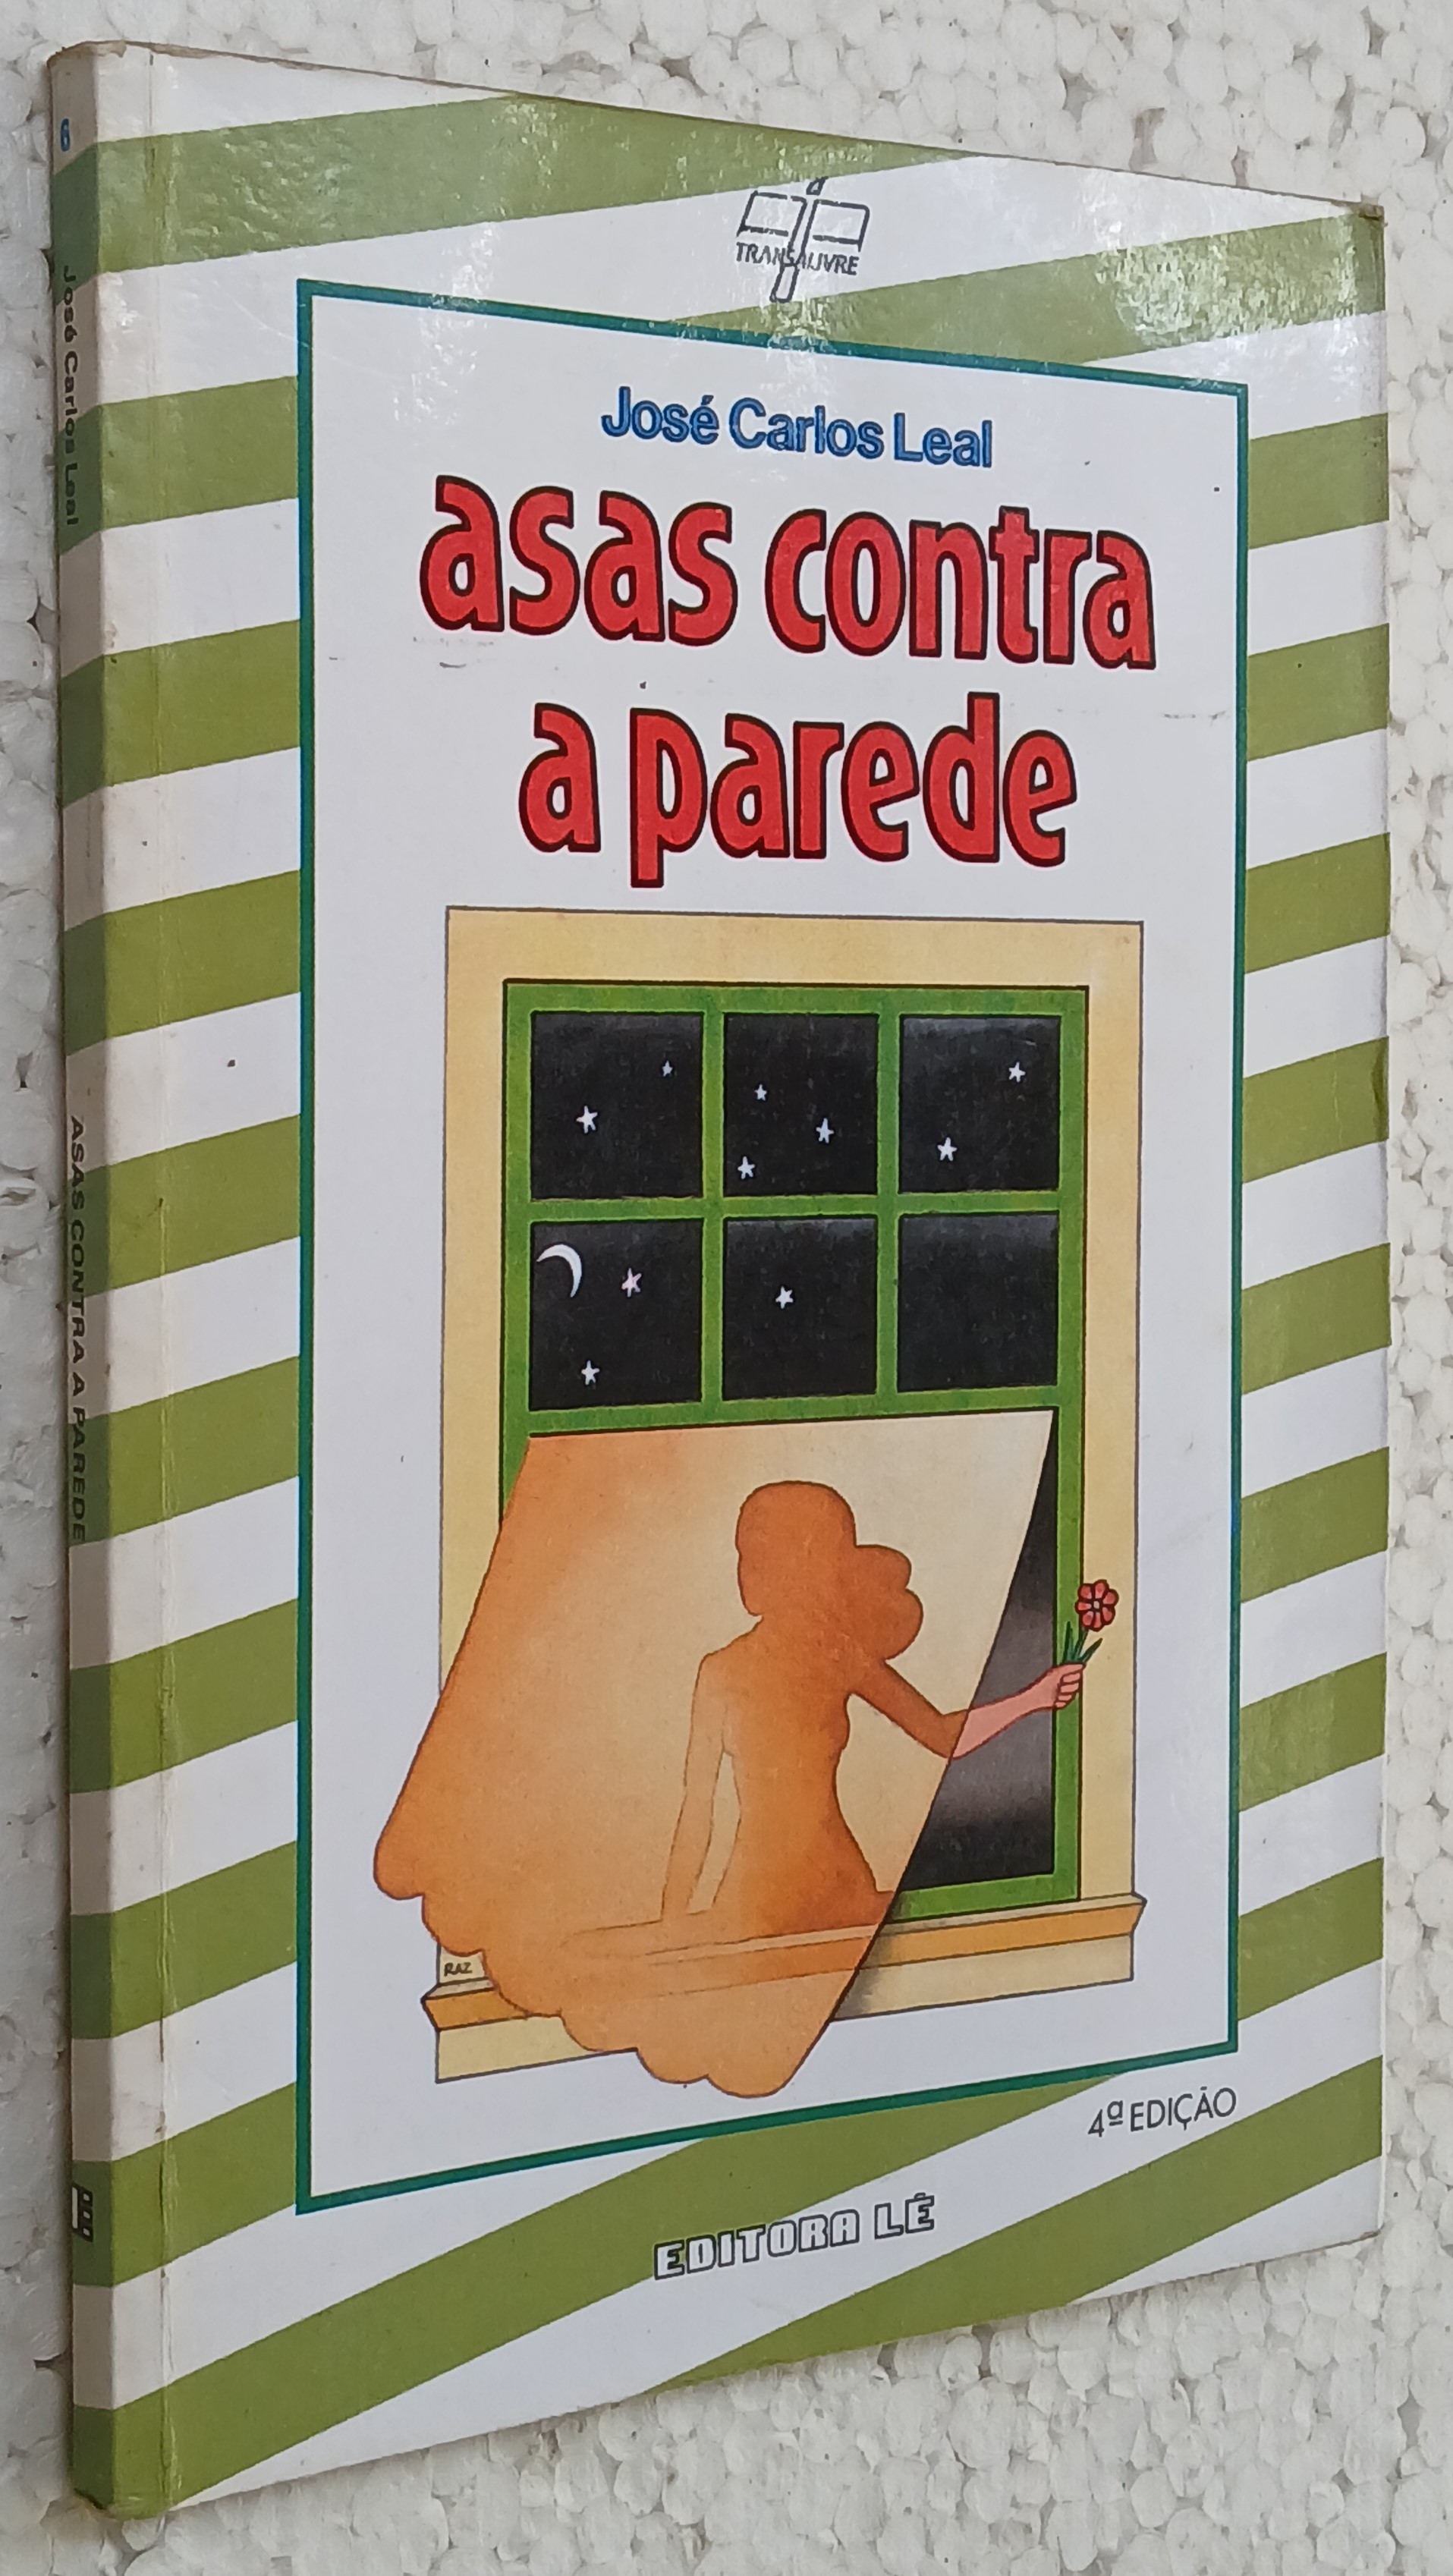 TRANSALIVRE
José Carlos Leal
asas contra
a parede
RAZ
4ª EDIÇÃO
EDITORA LÊ
6
José Carlos Leal
ASAS CONTRA A PAREDE